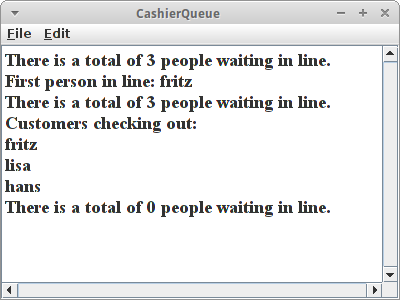 CashierQueue
File Edit
There is a total of 3 people waiting in line.
First person in line: fritz
There is a total of 3 people waiting in line.
Customers checking out:
fritz
lisa
hans
There is a total of 0 people waiting in line.